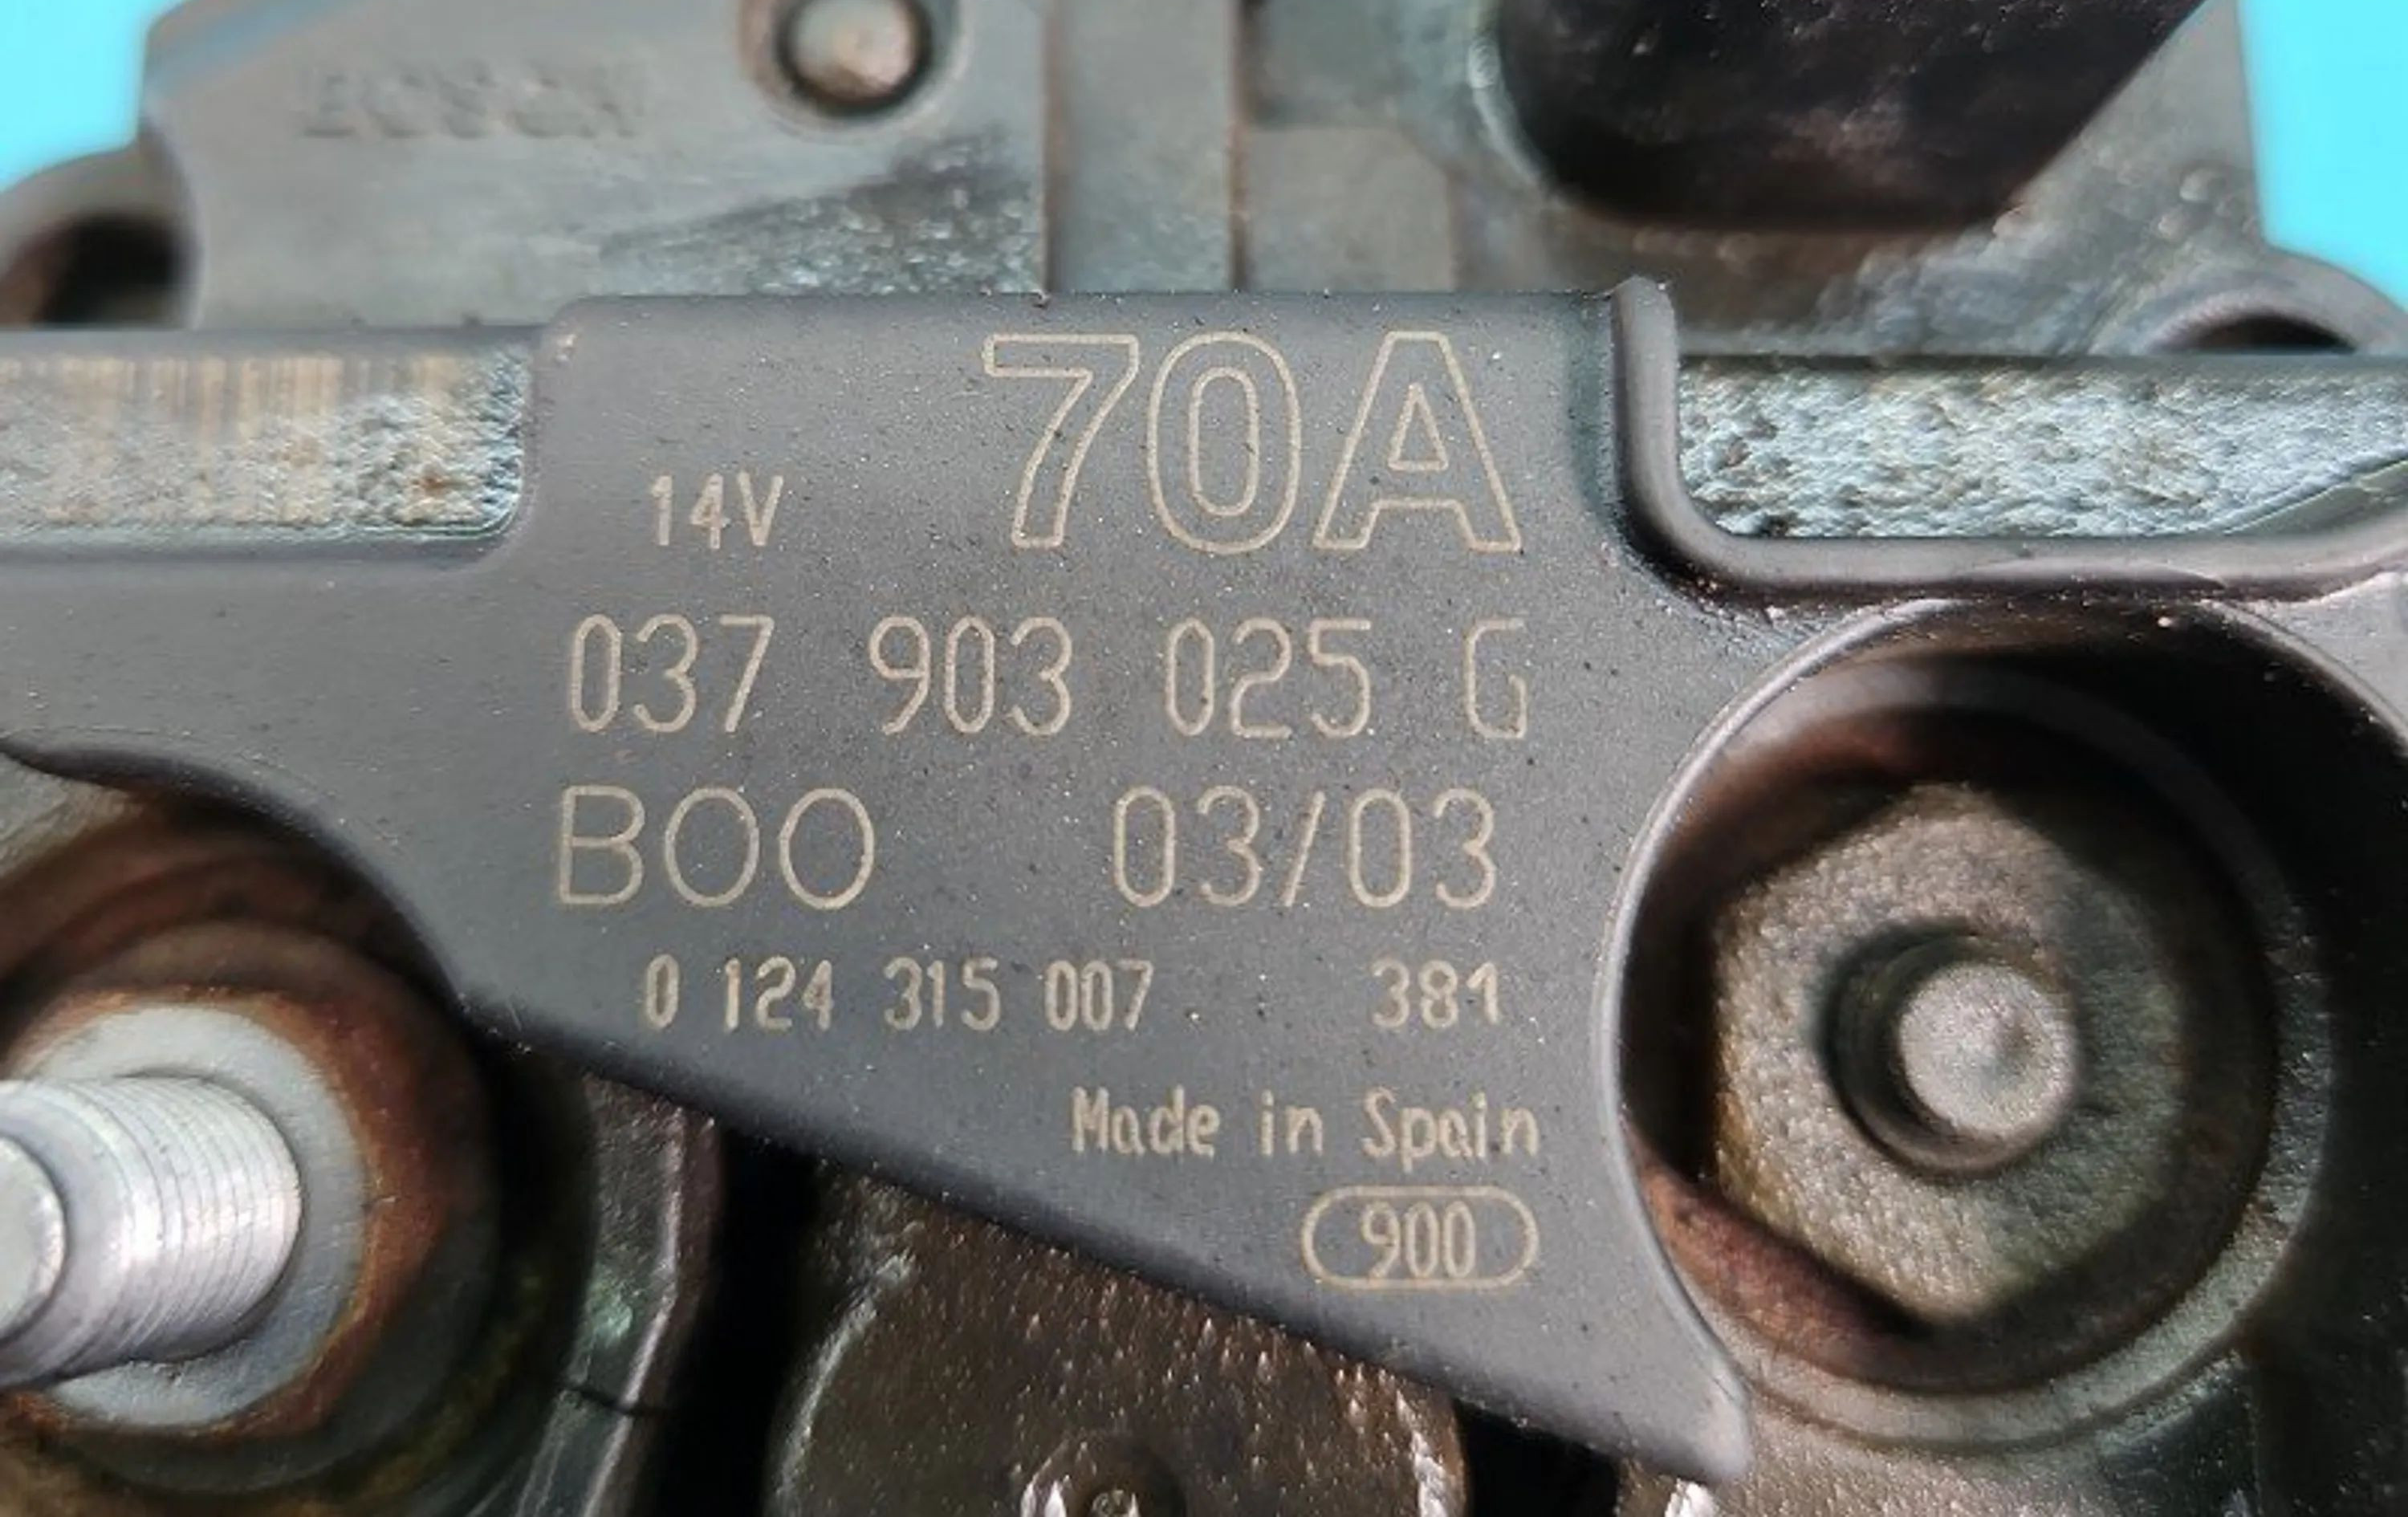 BOSCH
14V 70A
037 903 025 G
BOO 03/03
0 124 315 007 381
Made in Spain
900